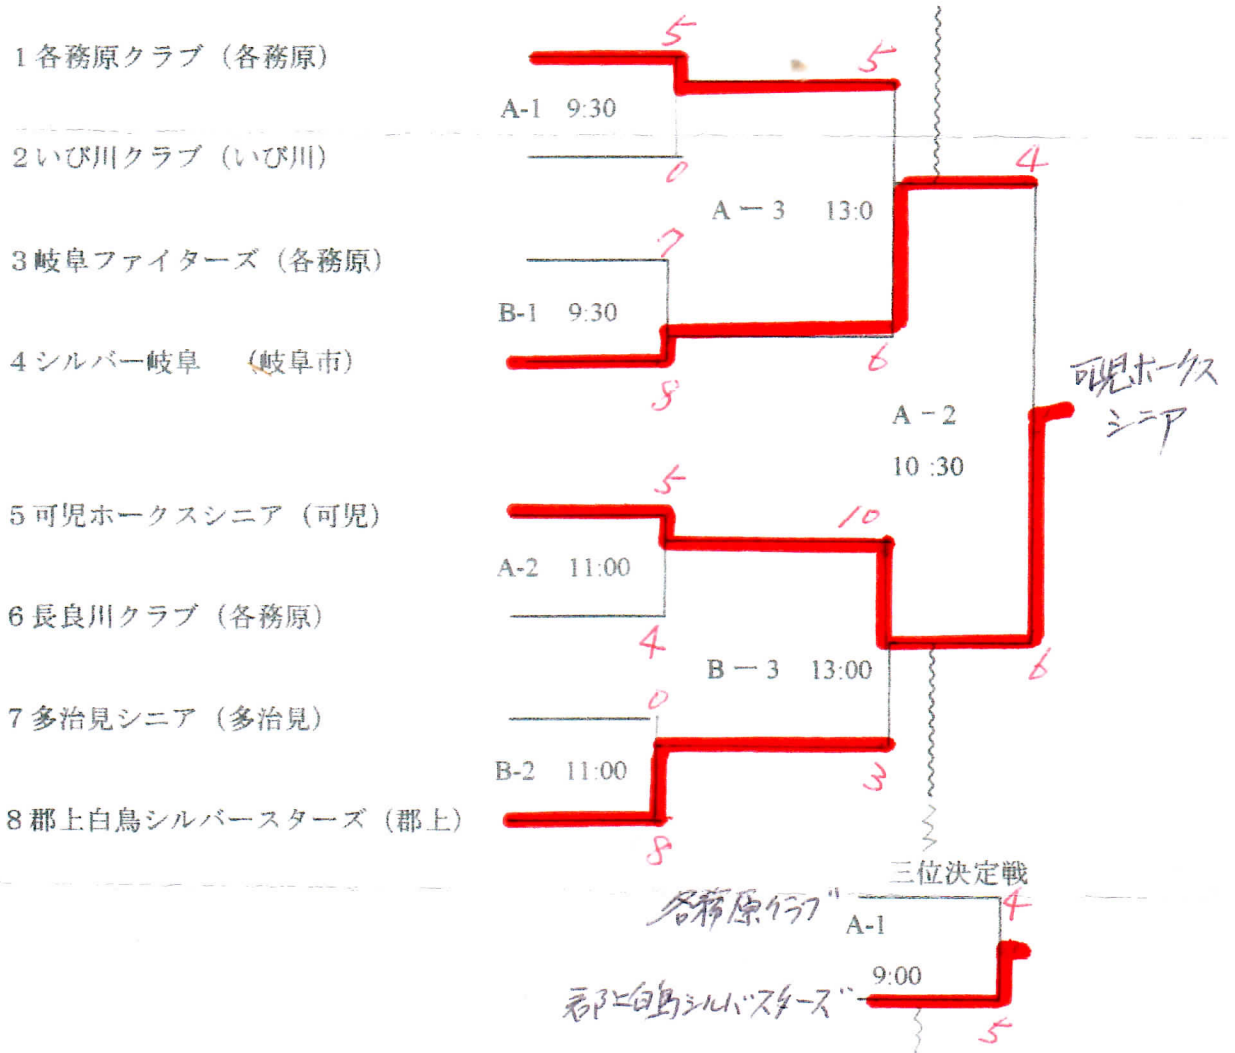 5
1各務原クラブ（各務原）
5
A-1 9:30
2いび川クラブ（いび川）
0
4
A－3 13:0
7
3岐阜ファイターズ（各務原）
B-1 9:30
4シルバー岐阜 （岐阜市）
6
8
可児ホークス
シニア
A－2
10:30
5
5可児ホークスシニア（可児）
10
A-2 11:00
6長良川クラブ（各務原）
4
B－3 13:00
6
0
7多治見シニア（多治見）
B-2 11:00
3
8郡上白鳥シルバースターズ（郡上）
8
三位決定戦
各務原クラブ
4
A-1
9:00
郡上白鳥シルバスターズ
5